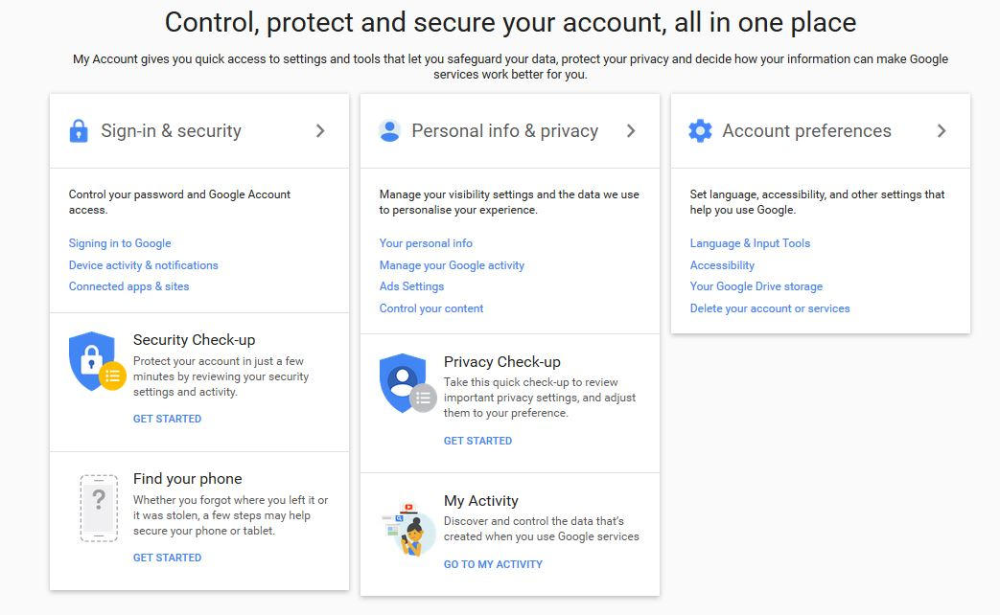 Control, protect and secure your account, all in one place
My Account gives you quick access to settings and tools that let you safeguard your data, protect your privacy and decide how your information can make Google
services work better for you.
Sign-in & security
Control your password and Google Account
access.
Signing in to Google
Device activity & notifications
Connected apps & sites
Security Check-up
Protect your account in just a few
minutes by reviewing your security
settings and activity.
GET STARTED
?
Find your phone
Whether you forgot where you left it or
it was stolen, a few steps may help
secure your phone or tablet.
GET STARTED
Personal info & privacy
Manage your visibility settings and the data we use
to personalise your experience.
Your personal info
Manage your Google activity
Ads Settings
Control your content
Privacy Check-up
Take this quick check-up to review
important privacy settings, and adjust
them to your preference.
GET STARTED
My Activity
Discover and control the data that's
created when you use Google services
GO TO MY ACTIVITY
Account preferences
Set language, accessibility, and other settings that
help you use Google.
Language & Input Tools
Accessibility
Your Google Drive storage
Delete your account or services